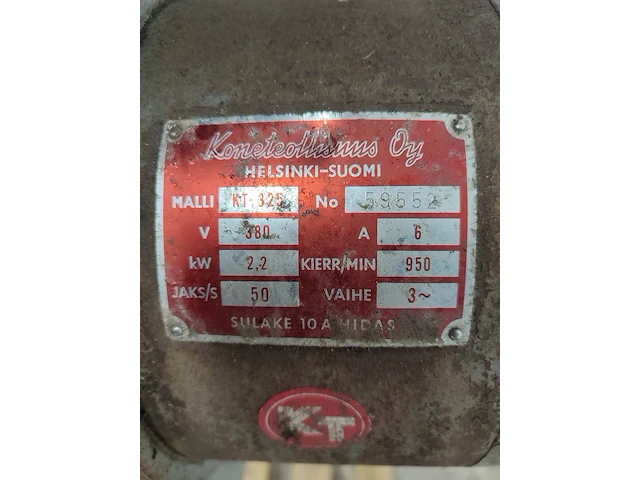 Koneteollisuus Oy
HELSINKI-SUOMI
MALLI KT-325 No 59552
V 380 A 6
kW 2,2 KIERR/MIN 950
JAKS/S 50 VAIHE 3~
SULAKE 10 A HIDAS
KT